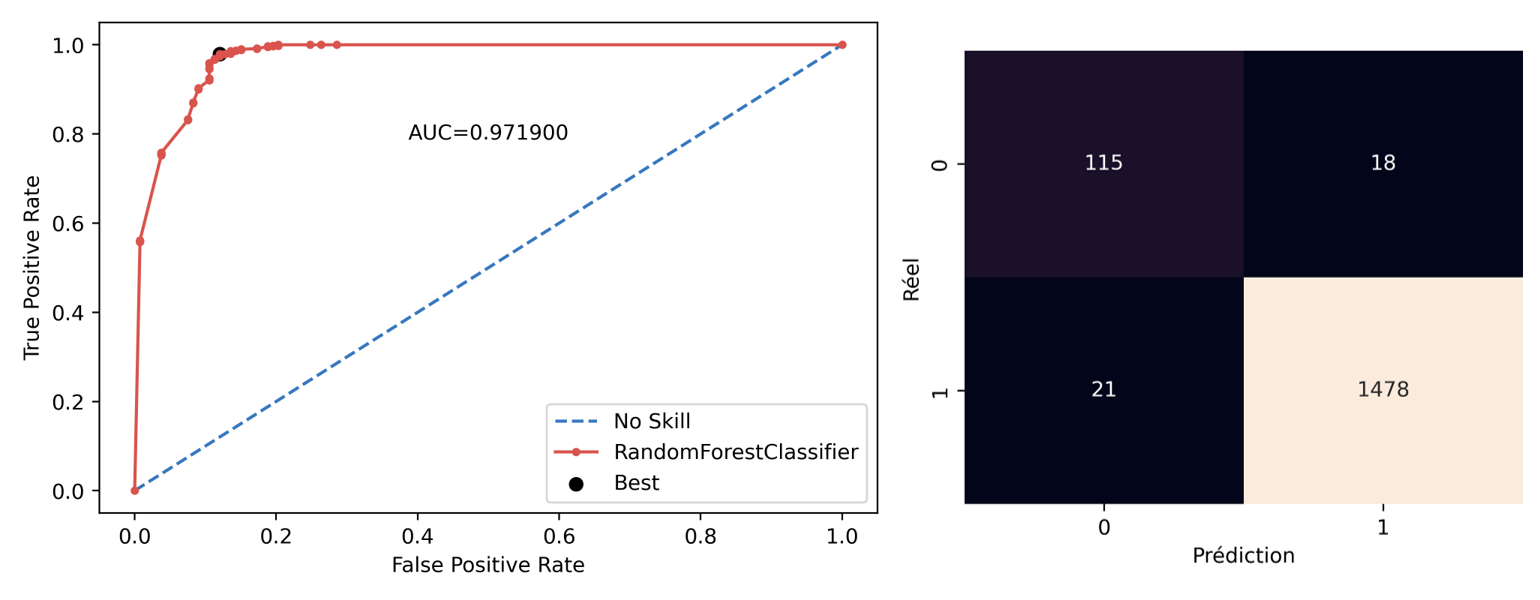 1.0
0.8
0.6
0.4
0.2
0.0
True Positive Rate
AUC=0.971900
No Skill
RandomForestClassifier
Best
0.0 0.2 0.4 0.6 0.8 1.0
False Positive Rate
Réel
0
1
115 18
21 1478
0 1
Prédiction